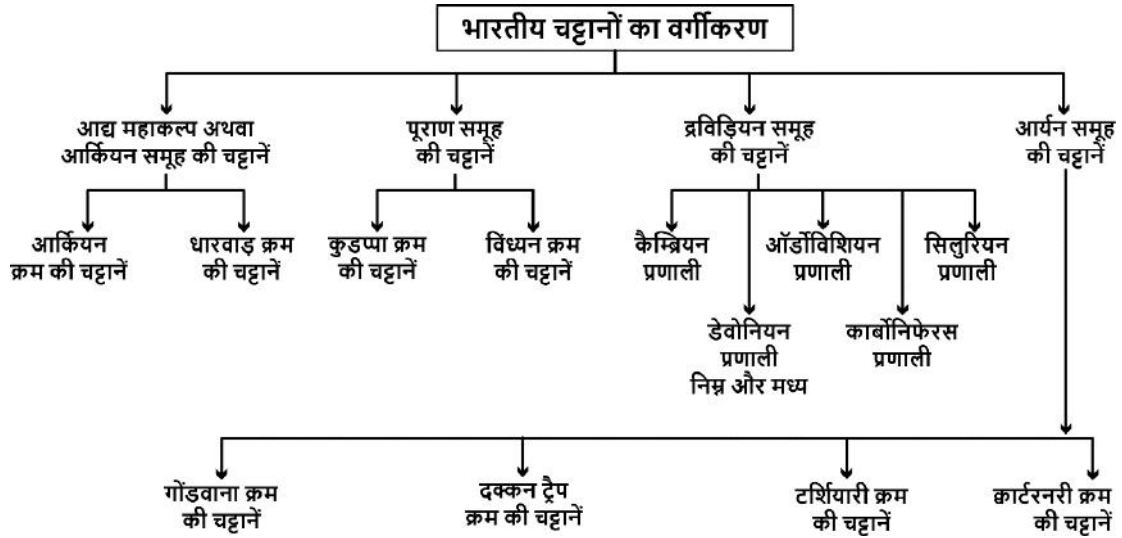 भारतीय चट्टानों का वर्गीकरण
आद्य महाकल्प अथवा
आर्कियन समूह की चट्टानें
पूराण समूह
की चट्टानें
द्रविड़ियन समूह
की चट्टानें
आर्यन समूह
की चट्टानें
आर्कियन
क्रम की चट्टानें
धारवाड़ क्रम
की चट्टानें
कुडप्पा क्रम
की चट्टानें
विंध्यन क्रम
की चट्टानें
कैम्ब्रियन
प्रणाली
ऑर्डोविशियन
प्रणाली
सिलुरियन
प्रणाली
डेवोनियन
प्रणाली
निम्न और मध्य
कार्बोनिफेरस
प्रणाली
गोंडवाना क्रम
की चट्टानें
दक्कन ट्रैप
क्रम की चट्टानें
टर्शियारी क्रम
की चट्टानें
क्वार्टरनरी क्रम
की चट्टानें